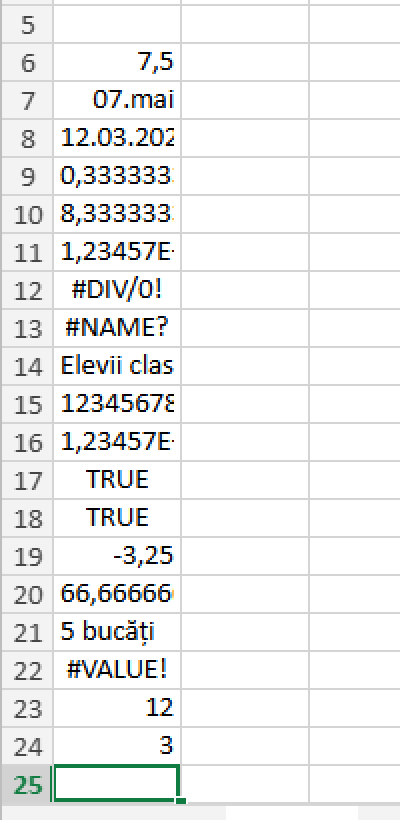 5
6 7,5
7 07.mai
8 12.03.202
9 0,333333
10 8,333333
11 1,23457E
12 #DIV/0!
13 #NAME?
14 Elevii clas
15 12345678
16 1,23457E
17 TRUE
18 TRUE
19 -3,25
20 66,66666
21 5 bucăți
22 #VALUE!
23 12
24 3
25